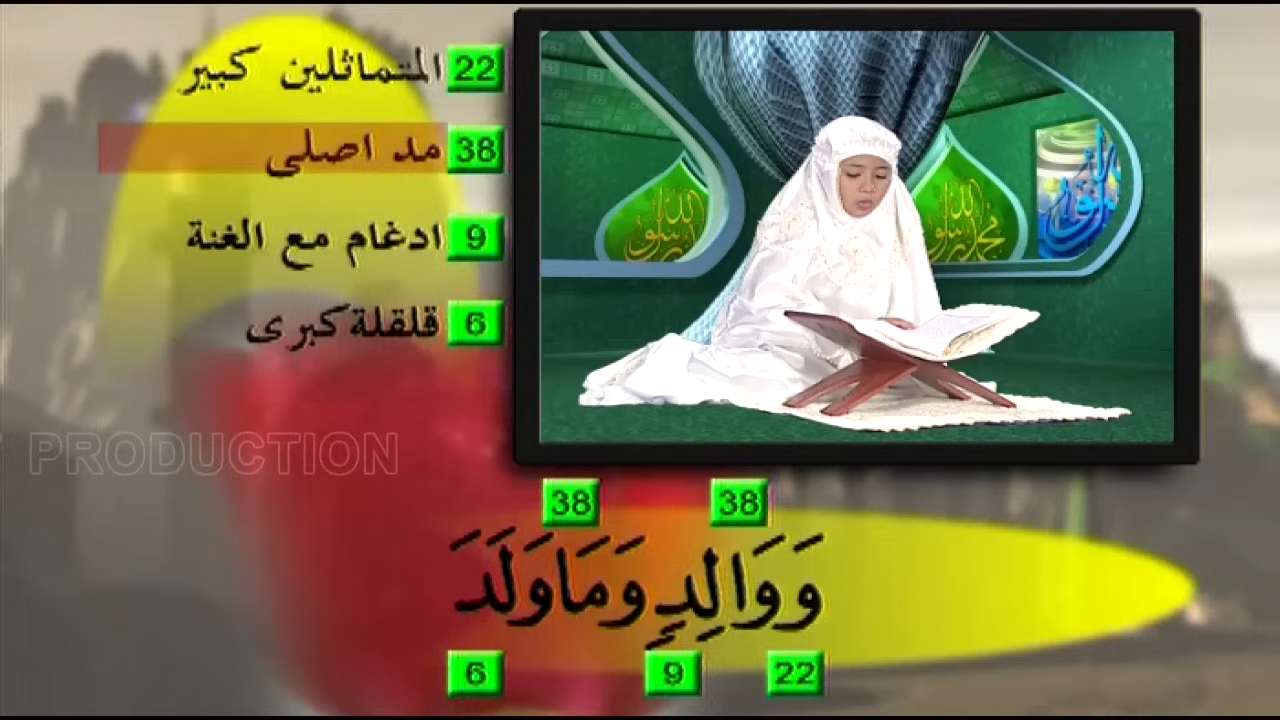 المتماثلين كبير 22
مد اصلى 38
ادغام مع الغنة 9
قلقلة كبرى 6
PRODUCTION
38 38
وَوَالِدٍ وَمَا وَلَدَ
6 9 22